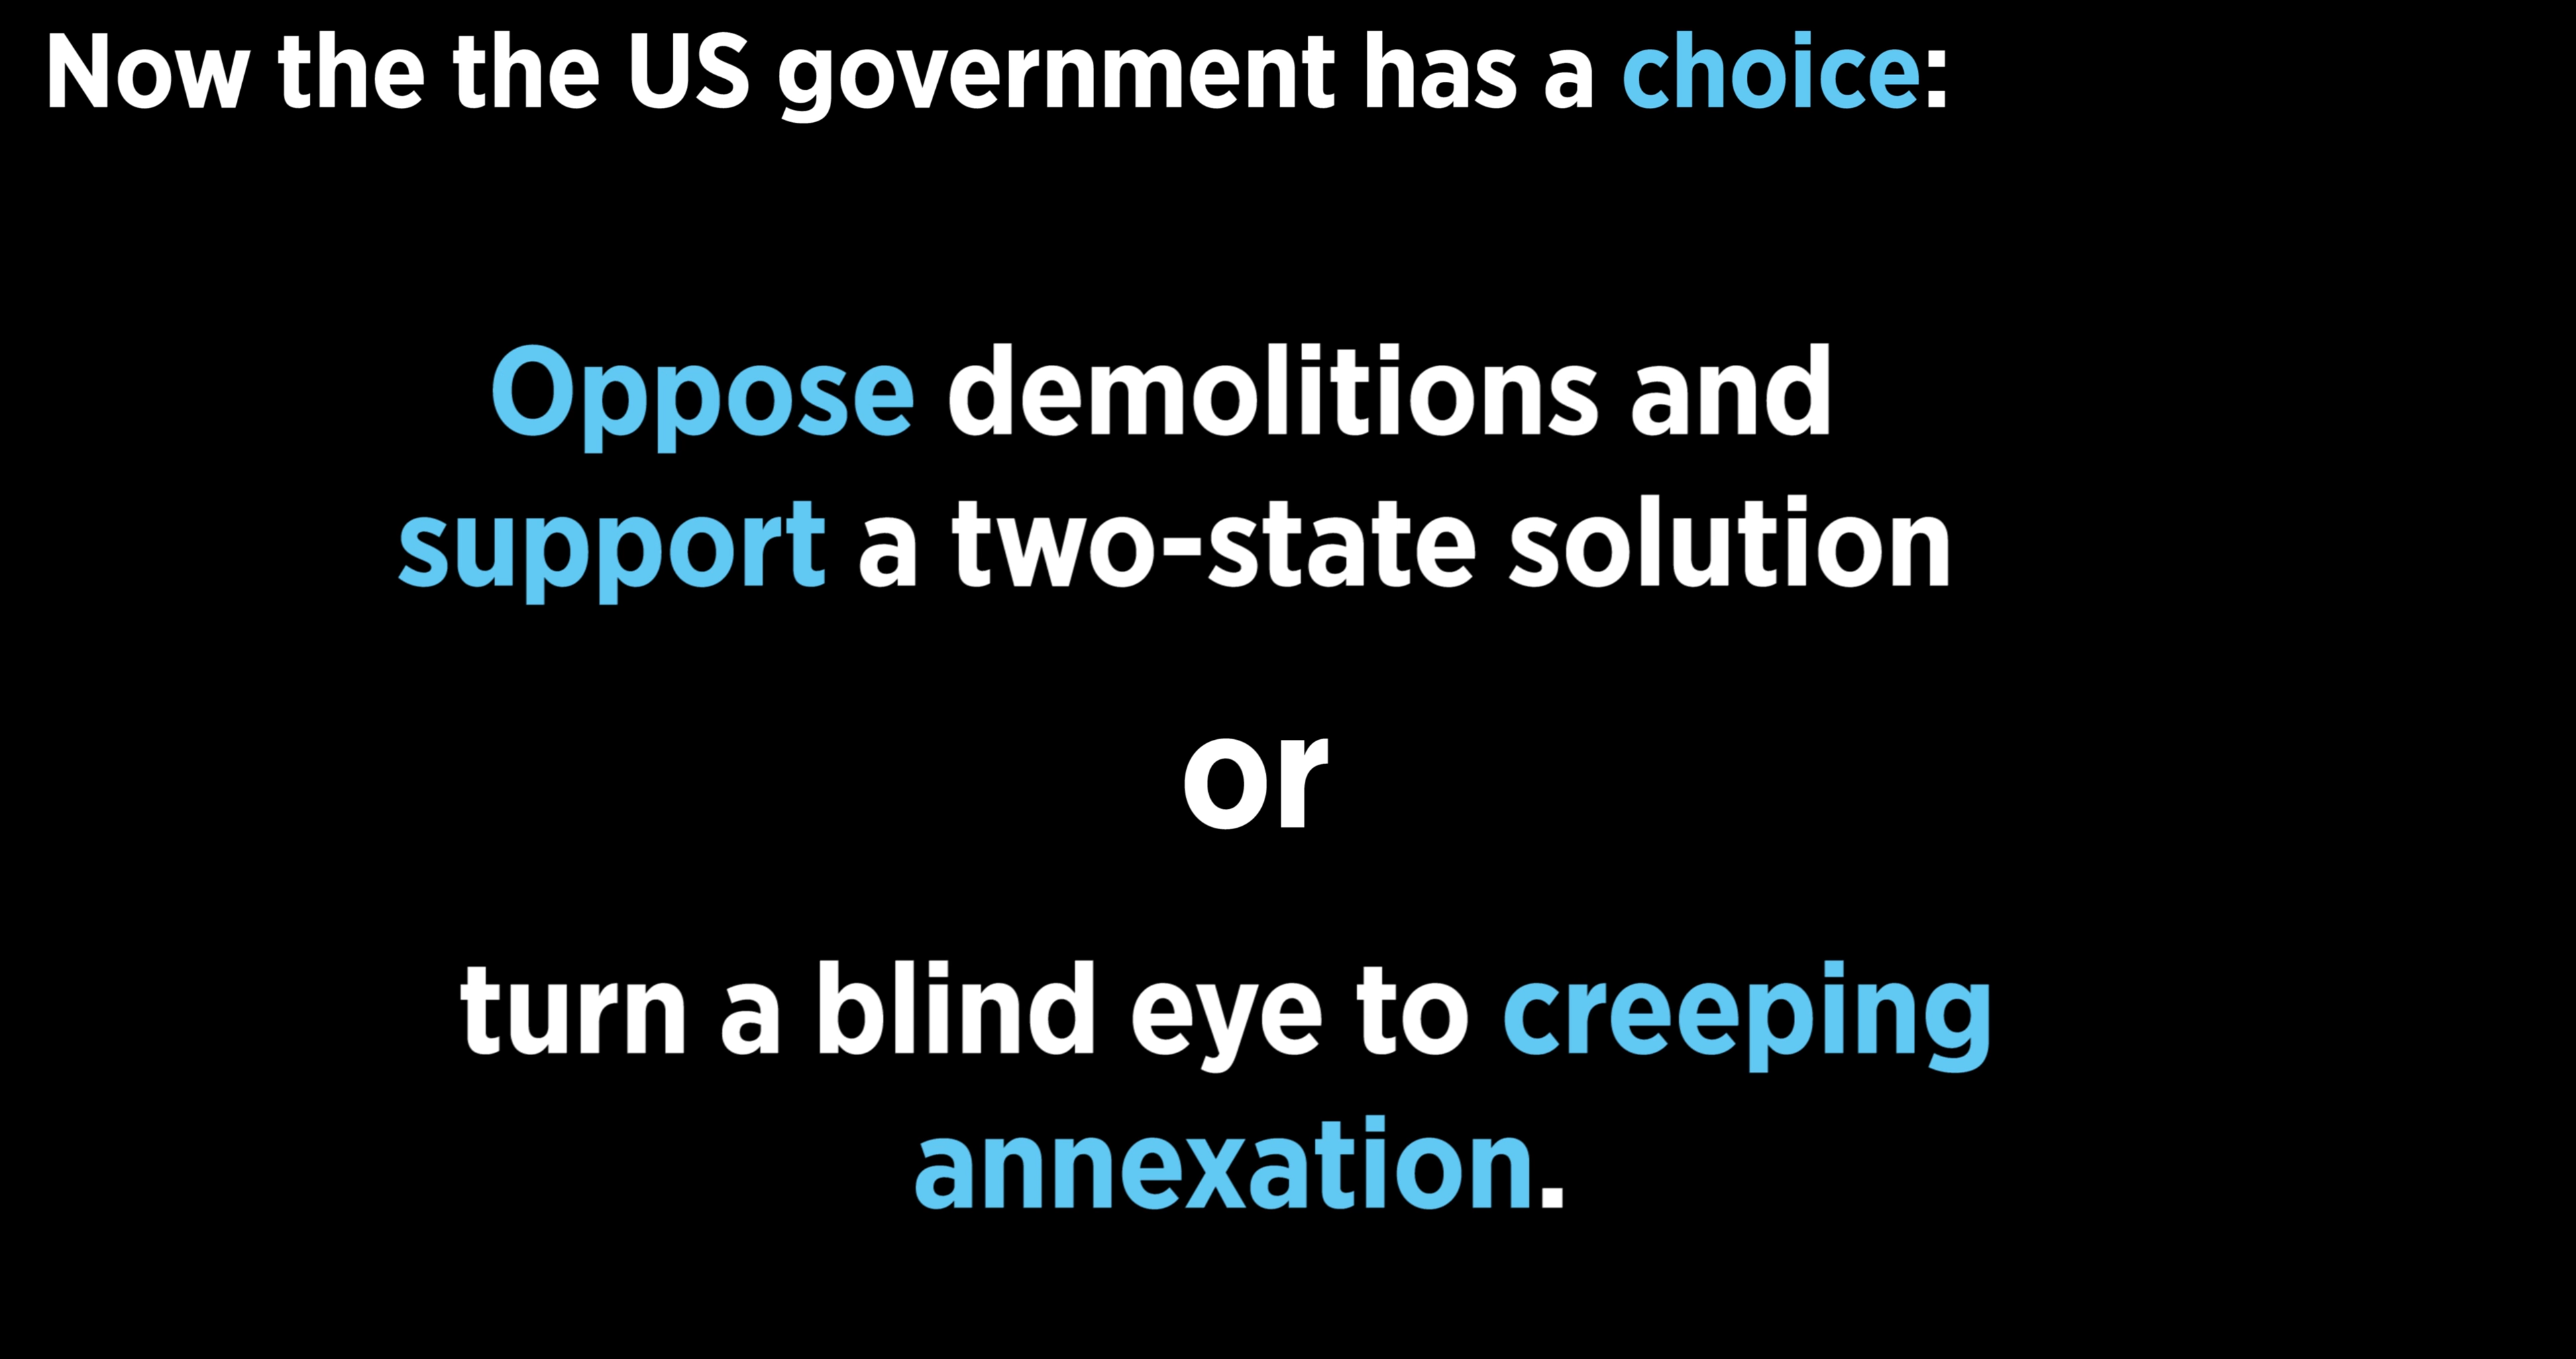 Now the the US government has a choice:
Oppose demolitions and
support a two-state solution
or
turn a blind eye to creeping
annexation.